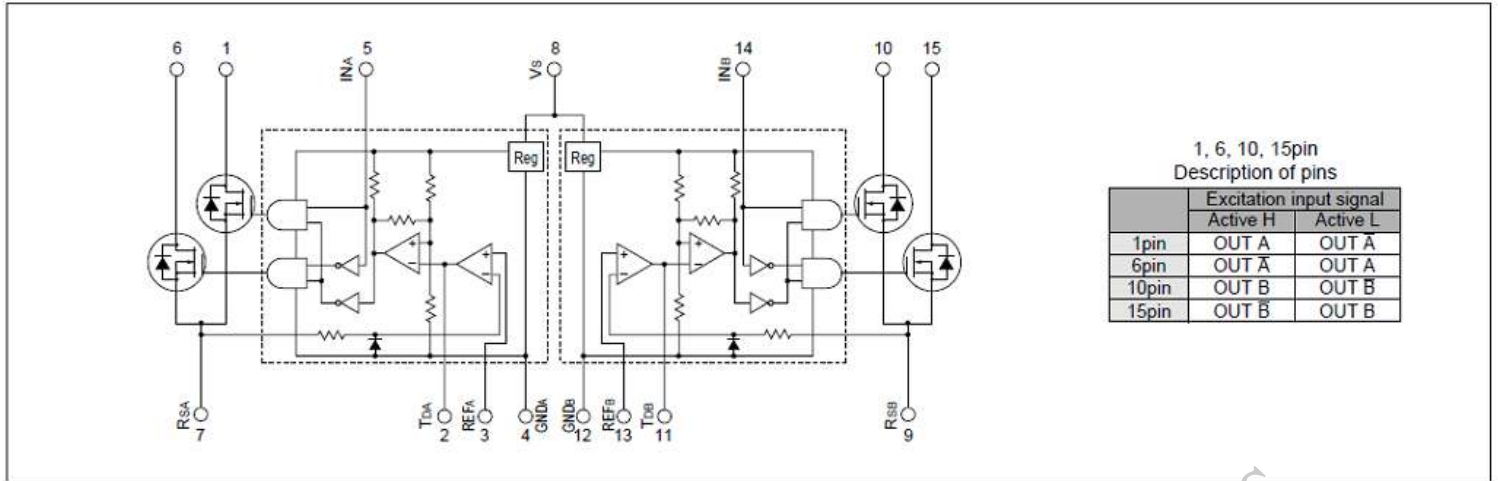 6 1 5 8 14 10 15
INA VS INB
Reg Reg
+ − + −
+ − + −
RSA TDA REFA GNDA GNDB REFB TDB RSB
7 2 3 4 12 13 11 9
1, 6, 10, 15pin
Description of pins
Excitation input signal
Active H Active L
1pin OUT A OUT A̅
6pin OUT A̅ OUT A
10pin OUT B OUT B̅
15pin OUT B̅ OUT B